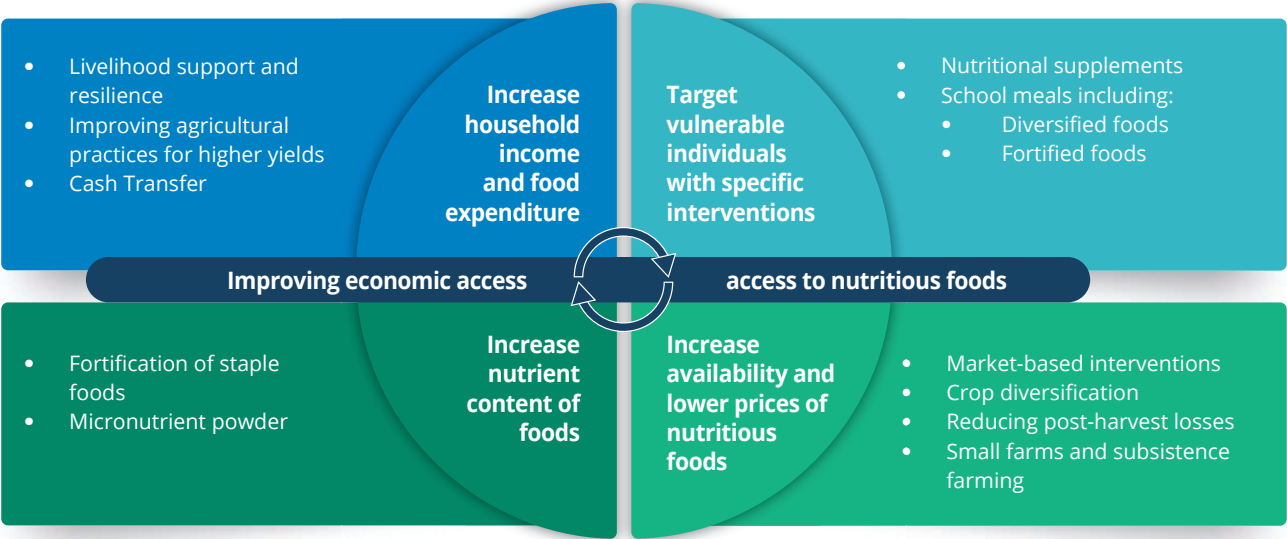 • Livelihood support and
resilience
• Improving agricultural
practices for higher yields
• Cash Transfer
Increase
household
income
and food
expenditure
Target
vulnerable
individuals
with specific
interventions
• Nutritional supplements
• School meals including:
• Diversified foods
• Fortified foods
Improving economic access
access to nutritious foods
• Fortification of staple
foods
• Micronutrient powder
Increase
nutrient
content of
foods
Increase
availability and
lower prices of
nutritious
foods
• Market-based interventions
• Crop diversification
• Reducing post-harvest losses
• Small farms and subsistence
farming